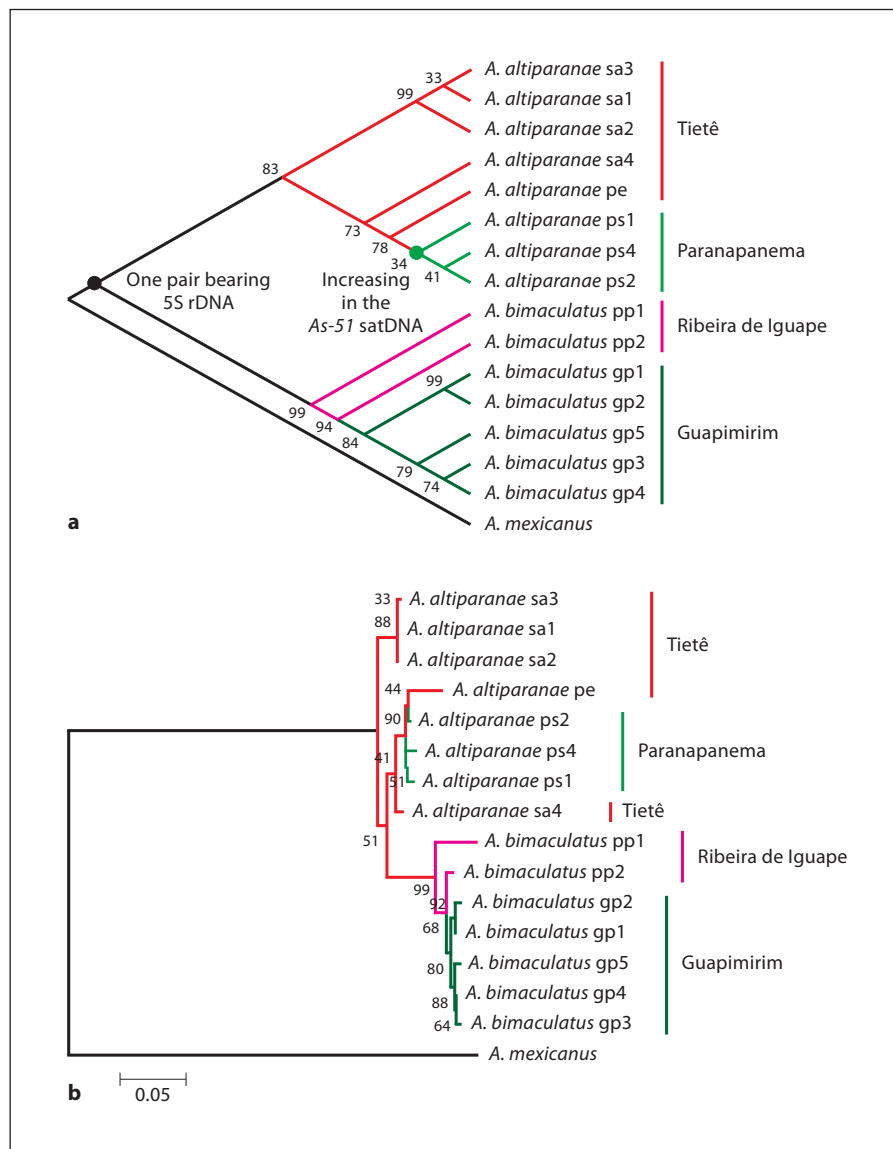 33
A. altiparanae sa3
99
A. altiparanae sa1
A. altiparanae sa2
Tietê
83
A. altiparanae sa4
A. altiparanae pe
73
78
34
A. altiparanae ps1
41
A. altiparanae ps4
A. altiparanae ps2
Paranapanema
One pair bearing
5S rDNA
Increasing
in the
As-51 satDNA
A. bimaculatus pp1
A. bimaculatus pp2
Ribeira de Iguape
99
A. bimaculatus gp1
A. bimaculatus gp2
99
94
84
A. bimaculatus gp5
79
A. bimaculatus gp3
74
A. bimaculatus gp4
Guapimirim
A. mexicanus
a
33
A. altiparanae sa3
88
A. altiparanae sa1
A. altiparanae sa2
Tietê
44
A. altiparanae pe
90
A. altiparanae ps2
41
A. altiparanae ps4
51
A. altiparanae ps1
Paranapanema
A. altiparanae sa4
Tietê
51
A. bimaculatus pp1
A. bimaculatus pp2
Ribeira de Iguape
99
92
A. bimaculatus gp2
68
A. bimaculatus gp1
80
A. bimaculatus gp5
88
A. bimaculatus gp4
64
A. bimaculatus gp3
Guapimirim
A. mexicanus
b
0.05